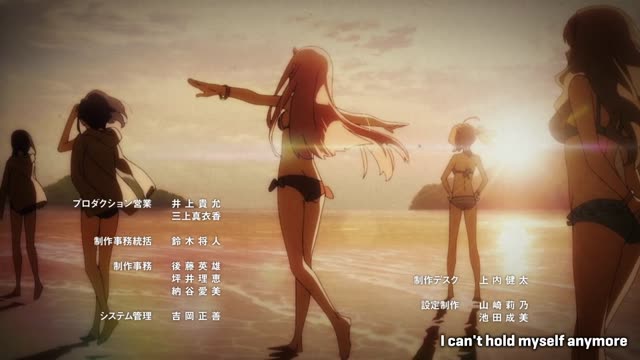 プロダクション営業 井上貴允
三上真衣香
制作事務統括 鈴木将人
制作事務 後藤英雄
坪井理恵
納谷愛美
システム管理 吉岡正善
制作デスク 上内健太
設定制作 山崎莉乃
池田成美
I can't hold myself anymore